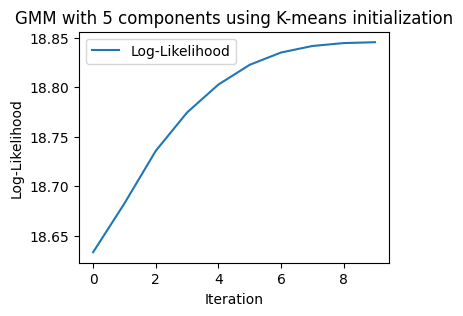 GMM with 5 components using K-means initialization
Log-Likelihood
18.85
18.80
18.75
18.70
18.65
Log-Likelihood
0
2
4
6
8
Iteration